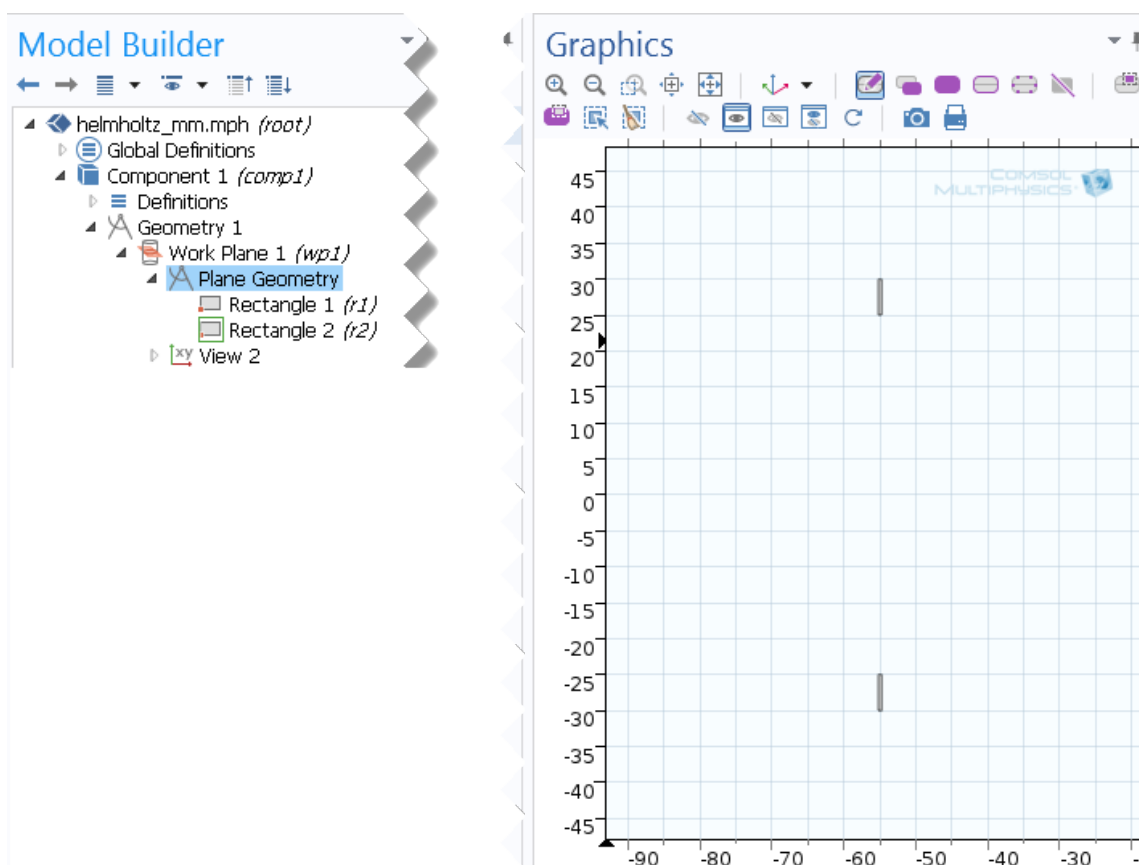 Model Builder
helmholtz_mm.mph (root)
Global Definitions
Component 1 (comp1)
Definitions
Geometry 1
Work Plane 1 (wp1)
Plane Geometry
Rectangle 1 (r1)
Rectangle 2 (r2)
xy View 2
Graphics
COMSOL
MULTIPHYSICS
45
40
35
30
25
20
15
10
5
0
-5
-10
-15
-20
-25
-30
-35
-40
-45
-90 -80 -70 -60 -50 -40 -30